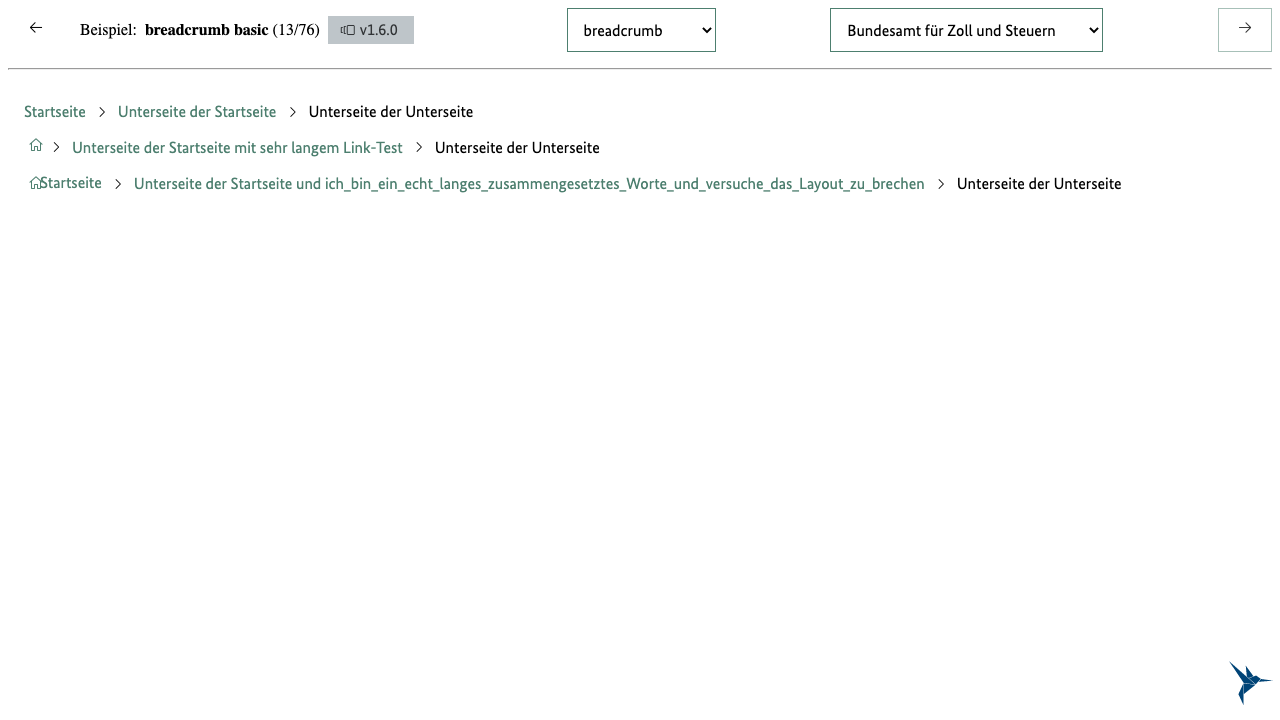 Beispiel: breadcrumb basic (13/76) v1.6.0 breadcrumb Bundesamt für Zoll und Steuern
Startseite Unterseite der Startseite Unterseite der Unterseite
Unterseite der Startseite mit sehr langem Link-Test Unterseite der Unterseite
Startseite Unterseite der Startseite und ich_bin_ein_echt_langes_zusammengesetztes_Worte_und_versuche_das_Layout_zu_brechen Unterseite der Unterseite